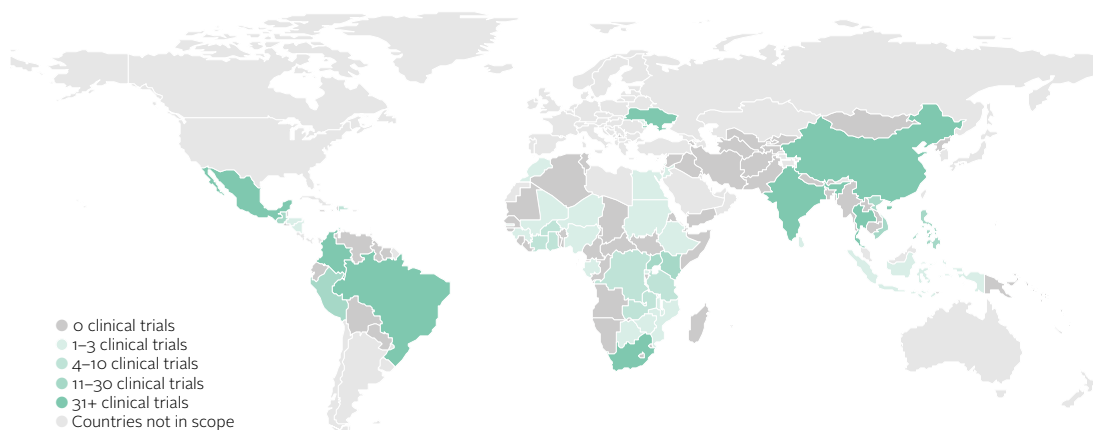 0 clinical trials
1–3 clinical trials
4–10 clinical trials
11–30 clinical trials
31+ clinical trials
Countries not in scope